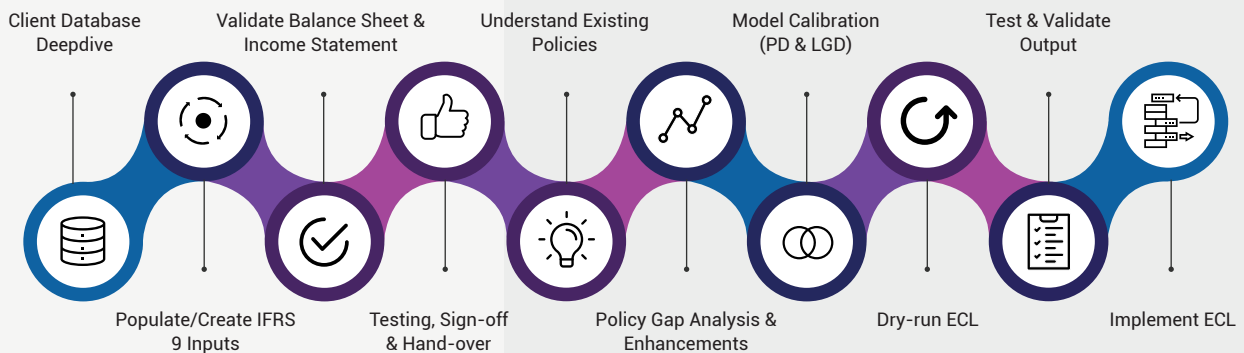 Client Database
Deepdive
Validate Balance Sheet &
Income Statement
Understand Existing
Policies
Model Calibration
(PD & LGD)
Test & Validate
Output
Populate/Create IFRS
9 Inputs
Testing, Sign-off
& Hand-over
Policy Gap Analysis &
Enhancements
Dry-run ECL
Implement ECL